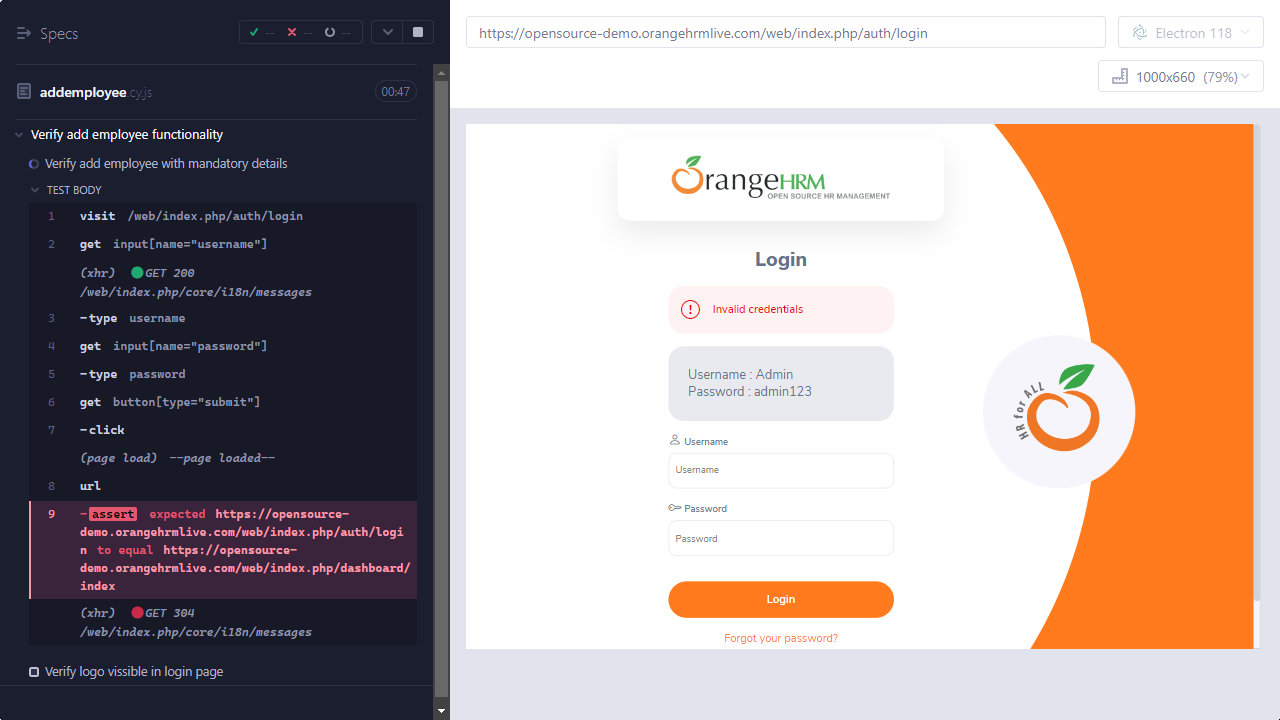 Specs
-- -- --
addemployee.cy.js
00:47
Verify add employee functionality
Verify add employee with mandatory details
TEST BODY
1 visit /web/index.php/auth/login
2 get input[name="username"]
(xhr) GET 200
/web/index.php/core/i18n/messages
3 -type username
4 get input[name="password"]
5 -type password
6 get button[type="submit"]
7 -click
(page load) --page loaded--
8 url
9 -assert expected https://opensource-
demo.orangehrmlive.com/web/index.php/auth/logi
n to equal https://opensource-
demo.orangehrmlive.com/web/index.php/dashboard/
index
(xhr) GET 304
/web/index.php/core/i18n/messages
Verify logo vissible in login page
https://opensource-demo.orangehrmlive.com/web/index.php/auth/login
Electron 118
1000x660 (79%)
OrangeHRM
OPEN SOURCE HR MANAGEMENT
Login
Invalid credentials
Username : Admin
Password : admin123
Username
Username
Password
Password
Login
Forgot your password?
HR for ALL